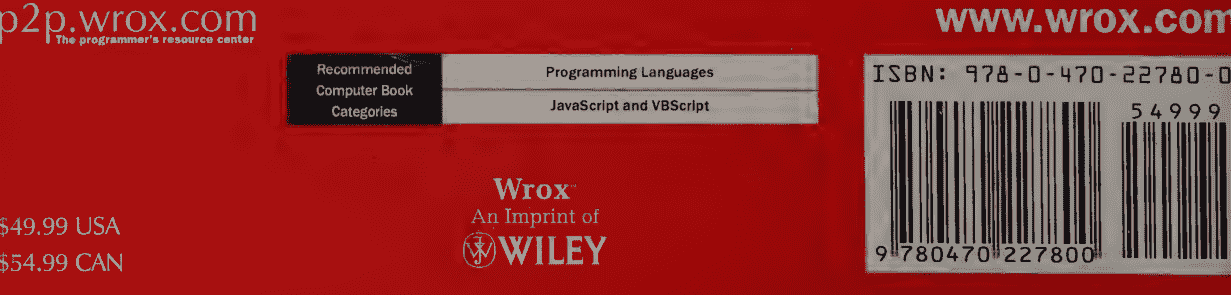 p2p.wrox.com
The programmer's resource center
www.wrox.com
Recommended
Computer Book
Categories
Programming Languages
JavaScript and VBScript
ISBN: 978-0-470-22780-0
54999
9 780470 227800
Wrox™
An Imprint of
WILEY
$49.99 USA
$54.99 CAN